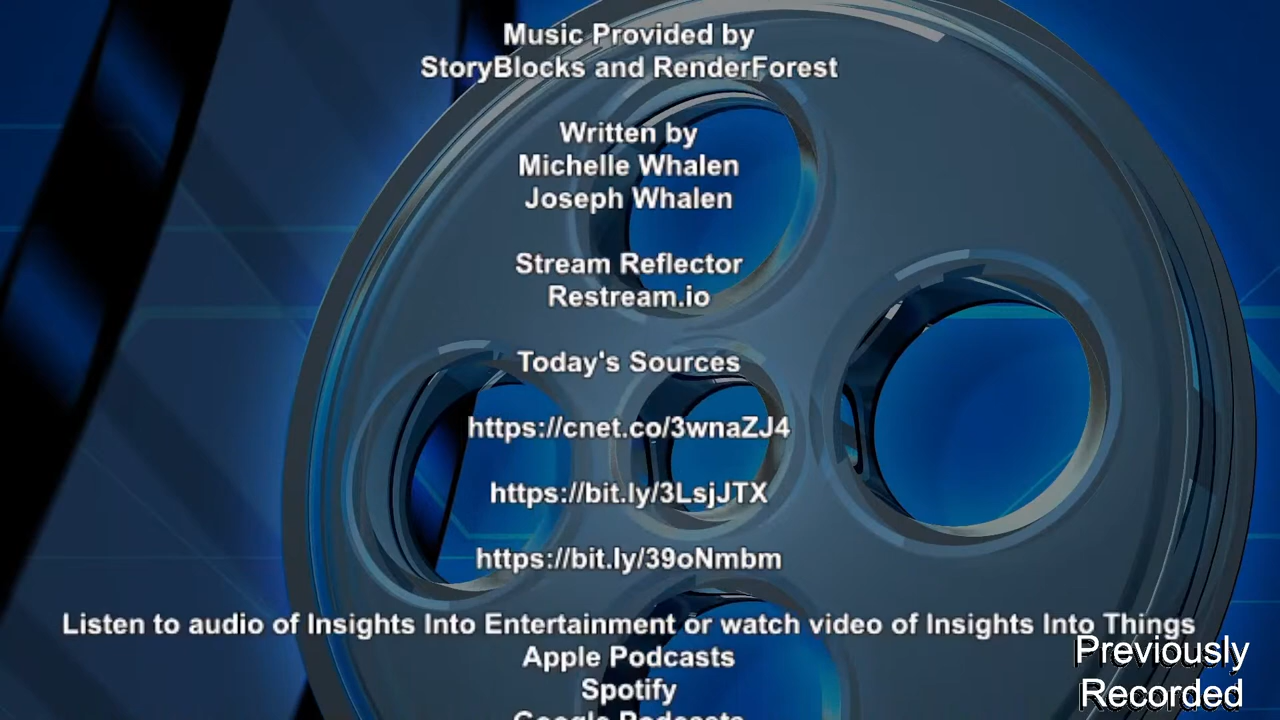 Music Provided by
StoryBlocks and RenderForest
Written by
Michelle Whalen
Joseph Whalen
Stream Reflector
Restream.io
Today's Sources
https://cnet.co/3wnaZJ4
https://bit.ly/3LsjJTX
https://bit.ly/39oNmbm
Listen to audio of Insights Into Entertainment or watch video of Insights Into Things
Apple Podcasts
Spotify
Google Podcasts
Previously
Recorded